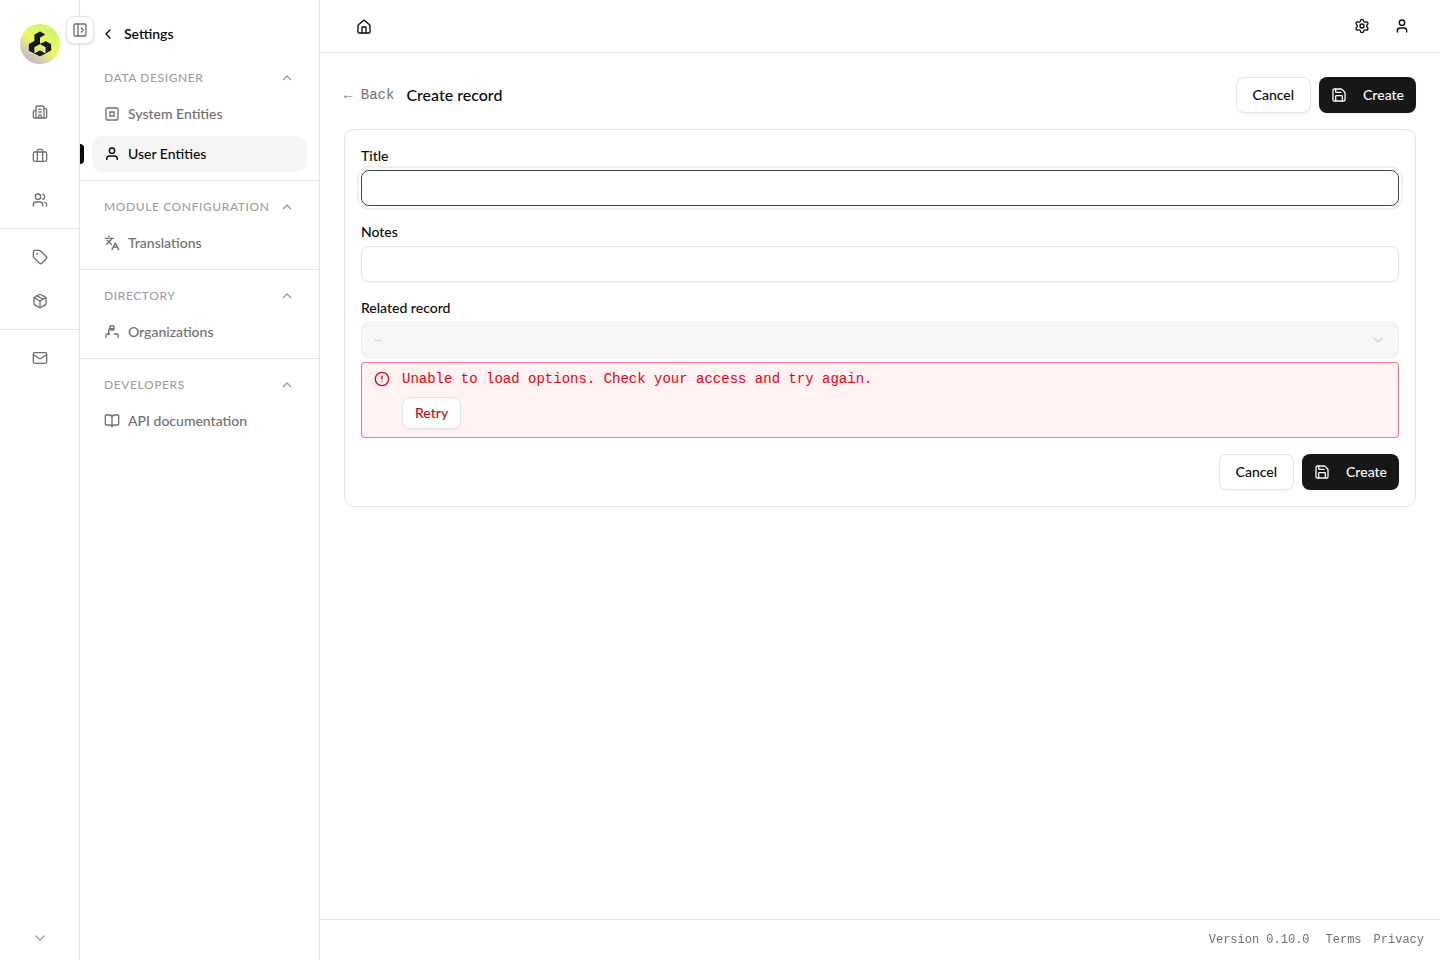 Settings
DATA DESIGNER
System Entities
User Entities
MODULE CONFIGURATION
Translations
DIRECTORY
Organizations
DEVELOPERS
API documentation
← Back Create record
Cancel Create
Title
Notes
Related record
—
Unable to load options. Check your access and try again.
Retry
Cancel Create
Version 0.10.0 Terms Privacy